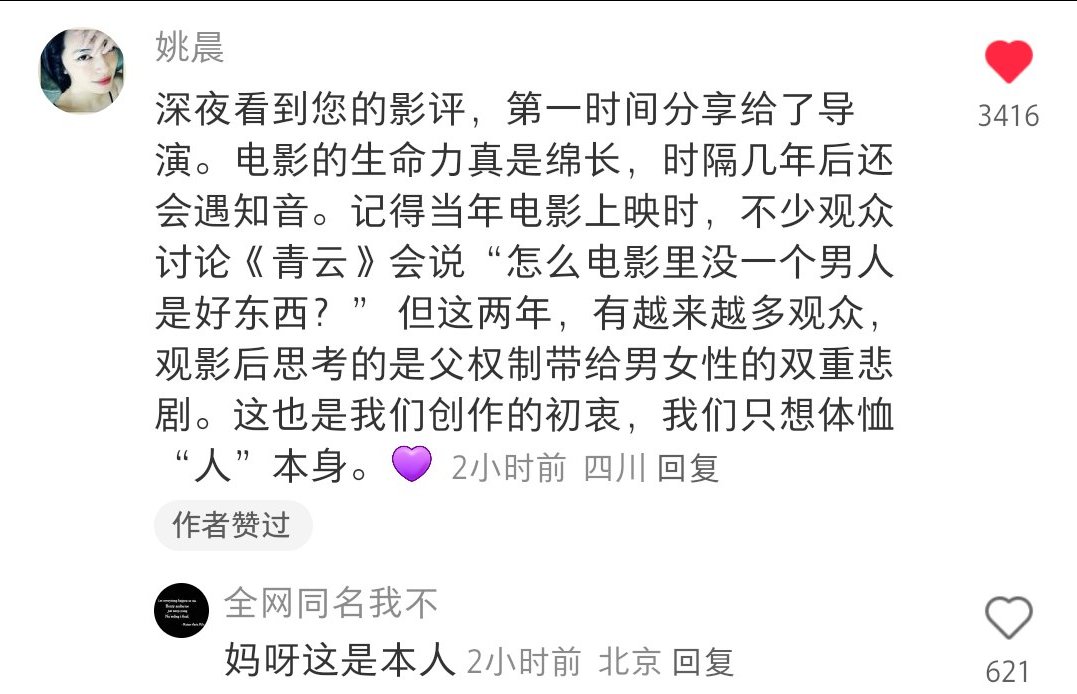 姚晨
深夜看到您的影评，第一时间分享给了导
演。电影的生命力真是绵长，时隔几年后还
会遇知音。记得当年电影上映时，不少观众
讨论《青云》会说“怎么电影里没一个男人
是好东西？” 但这两年，有越来越多观众，
观影后思考的是父权制带给男女性的双重悲
剧。这也是我们创作的初衷，我们只想体恤
“人”本身。💜 2小时前 四川 回复
3416
作者赞过
全网同名我不
妈呀这是本人 2小时前 北京 回复
621